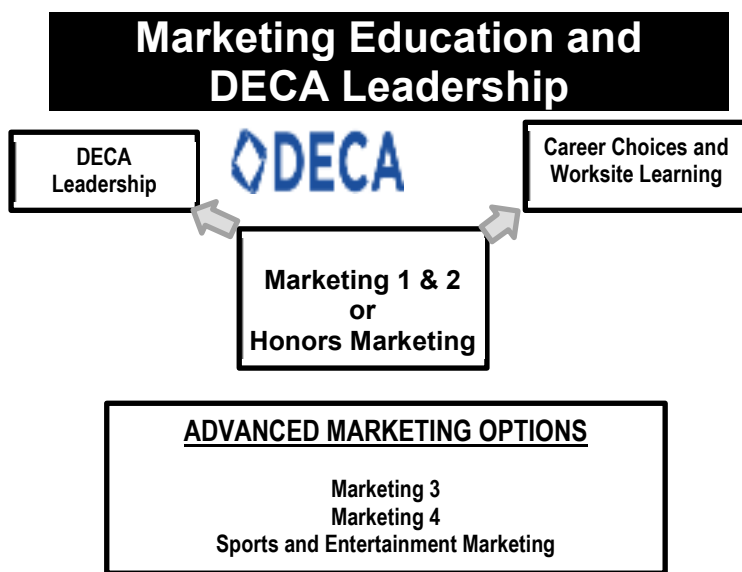 Marketing Education and
DECA Leadership
DECA
Leadership
DECA
Career Choices and
Worksite Learning
Marketing 1 & 2
or
Honors Marketing
ADVANCED MARKETING OPTIONS
Marketing 3
Marketing 4
Sports and Entertainment Marketing